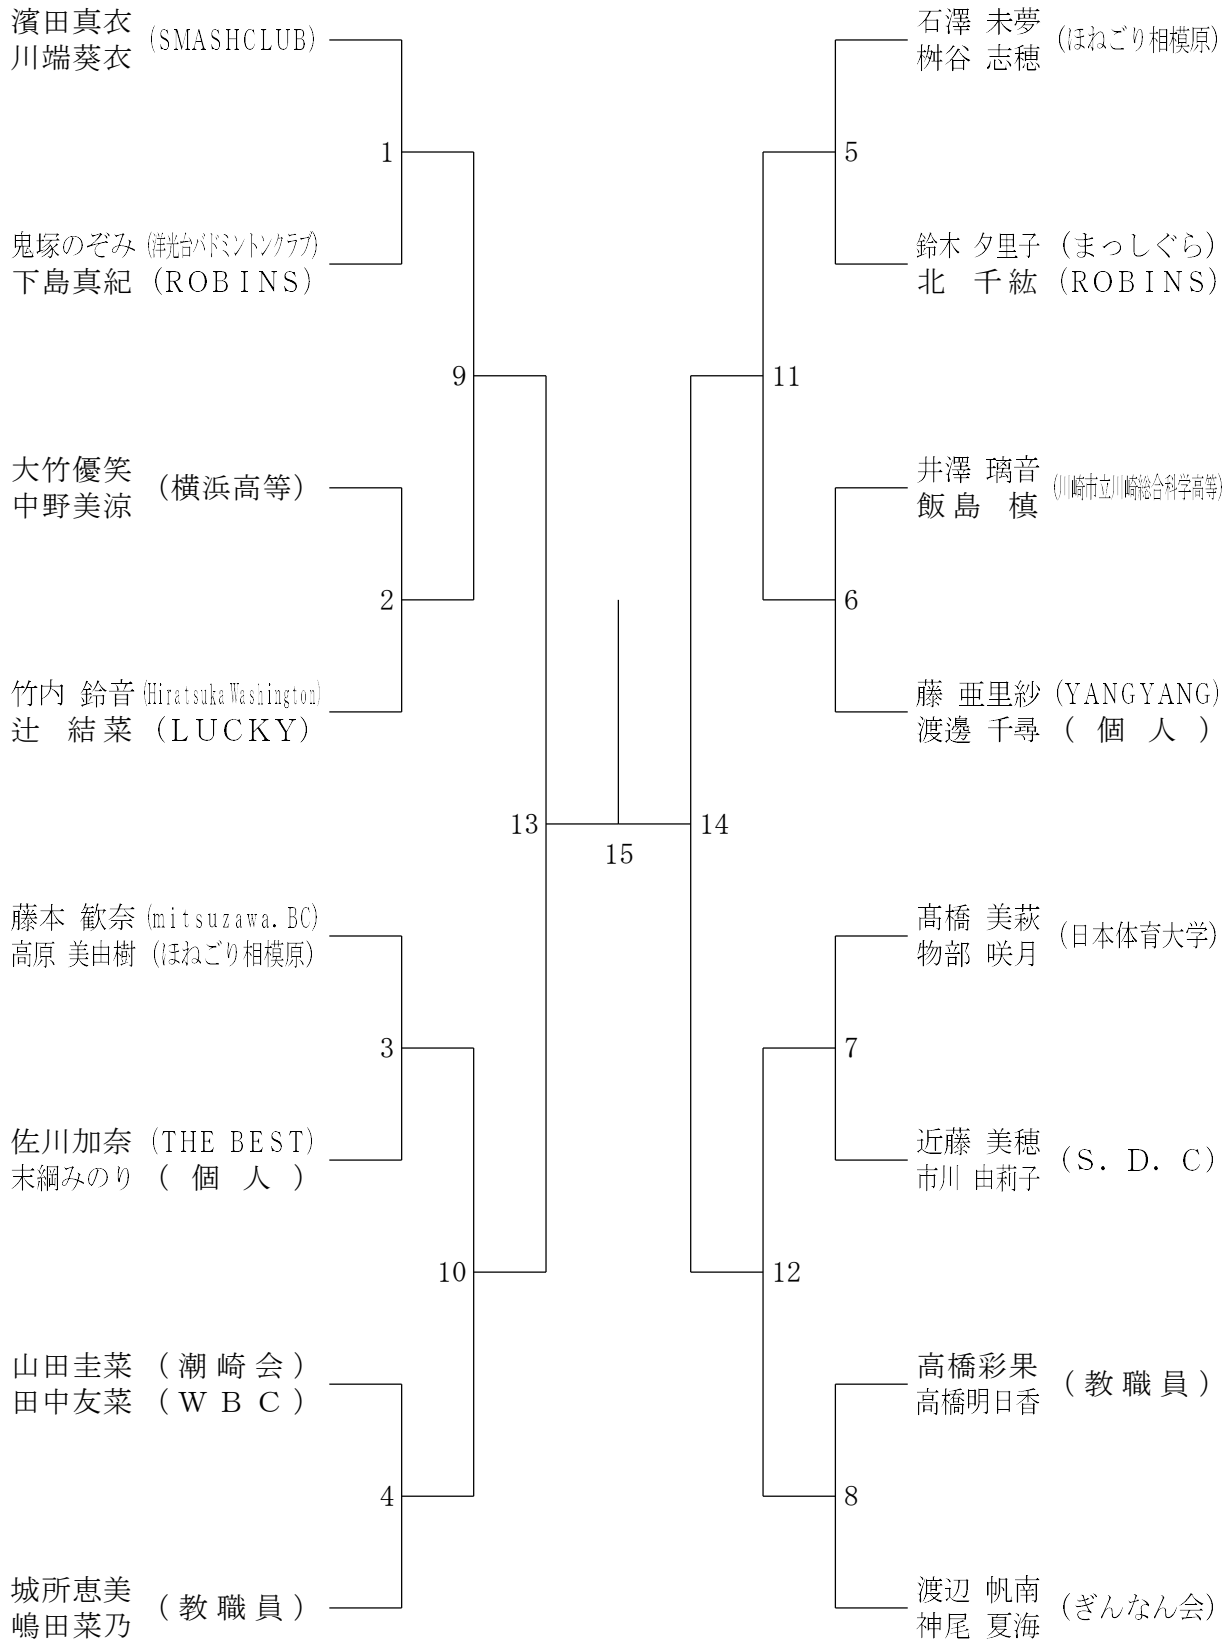 濱田真衣 (SMASHCLUB)
川端葵衣
1
鬼塚のぞみ (洋光台バドミントンクラブ)
下島真紀 (ROBINS)
9
大竹優笑 (横浜高等)
中野美涼
2
竹内 鈴音 (Hiratsuka Washington)
辻 結菜 (LUCKY)
13
藤本 歓奈 (mitsuzawa.BC)
高原 美由樹 (ほねごり相模原)
3
佐川加奈 (THE BEST)
末綱みのり (個人)
10
山田圭菜 (潮崎会)
田中友菜 (WBC)
4
城所恵美 (教職員)
嶋田菜乃
15
石澤 未夢 (ほねごり相模原)
桝谷 志穂
5
鈴木 夕里子 (まっしぐら)
北 千紘 (ROBINS)
11
井澤 璃音 (川崎市立川崎総合科学高等)
飯島 槙
6
藤 亜里紗 (YANGYANG)
渡邊 千尋 (個人)
14
髙橋 美萩 (日本体育大学)
物部 咲月
7
近藤 美穂 (S.D.C)
市川 由莉子
12
高橋彩果 (教職員)
高橋明日香
8
渡辺 帆南 (ぎんなん会)
神尾 夏海